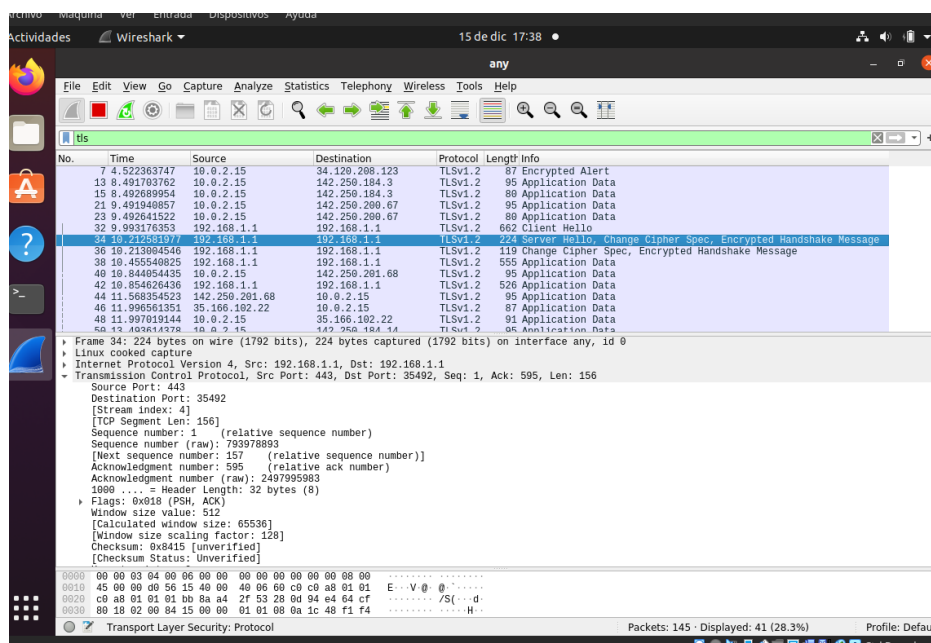 Archivo Máquina Ver Entrada Dispositivos Ayuda
Actividades Wireshark 15 de dic 17:38
any
File Edit View Go Capture Analyze Statistics Telephony Wireless Tools Help
tls
No. Time Source Destination Protocol Length Info
7 4.522363747 10.0.2.15 34.120.208.123 TLSv1.2 87 Encrypted Alert
13 8.491703762 10.0.2.15 142.250.184.3 TLSv1.2 95 Application Data
15 8.492689954 10.0.2.15 142.250.184.3 TLSv1.2 80 Application Data
21 9.491940857 10.0.2.15 142.250.200.67 TLSv1.2 95 Application Data
23 9.492641522 10.0.2.15 142.250.200.67 TLSv1.2 80 Application Data
32 9.993176353 192.168.1.1 192.168.1.1 TLSv1.2 662 Client Hello
34 10.212581977 192.168.1.1 192.168.1.1 TLSv1.2 224 Server Hello, Change Cipher Spec, Encrypted Handshake Message
36 10.213004546 192.168.1.1 192.168.1.1 TLSv1.2 119 Change Cipher Spec, Encrypted Handshake Message
38 10.455540825 192.168.1.1 192.168.1.1 TLSv1.2 555 Application Data
40 10.844054435 10.0.2.15 142.250.201.68 TLSv1.2 95 Application Data
42 10.854626436 192.168.1.1 192.168.1.1 TLSv1.2 526 Application Data
44 11.568354523 142.250.201.68 10.0.2.15 TLSv1.2 95 Application Data
46 11.996561351 35.166.102.22 10.0.2.15 TLSv1.2 87 Application Data
48 11.997019144 10.0.2.15 35.166.102.22 TLSv1.2 91 Application Data
50 13.493614378 10.0.2.15 142.250.184.14 TLSv1.2 95 Application Data
Frame 34: 224 bytes on wire (1792 bits), 224 bytes captured (1792 bits) on interface any, id 0
Linux cooked capture
Internet Protocol Version 4, Src: 192.168.1.1, Dst: 192.168.1.1
Transmission Control Protocol, Src Port: 443, Dst Port: 35492, Seq: 1, Ack: 595, Len: 156
Source Port: 443
Destination Port: 35492
[Stream index: 4]
[TCP Segment Len: 156]
Sequence number: 1 (relative sequence number)
Sequence number (raw): 793978893
[Next sequence number: 157 (relative sequence number)]
Acknowledgment number: 595 (relative ack number)
Acknowledgment number (raw): 2497995983
1000 .... = Header Length: 32 bytes (8)
Flags: 0x018 (PSH, ACK)
Window size value: 512
[Calculated window size: 65536]
[Window size scaling factor: 128]
Checksum: 0x8415 [unverified]
[Checksum Status: Unverified]
0000 00 00 03 04 00 06 00 00 00 00 00 00 00 00 08 00 ········ ········
0010 45 00 00 d0 56 15 40 00 40 06 60 c0 c0 a8 01 01 E···V·@· @·`·····
0020 c0 a8 01 01 01 bb 8a a4 2f 53 28 0d 94 e4 64 cf ········ /S(···d·
0030 80 18 02 00 84 15 00 00 01 01 08 0a 1c 48 f1 f4 ········ ·····H··
Transport Layer Security: Protocol Packets: 145 · Displayed: 41 (28.3%) Profile: Defau